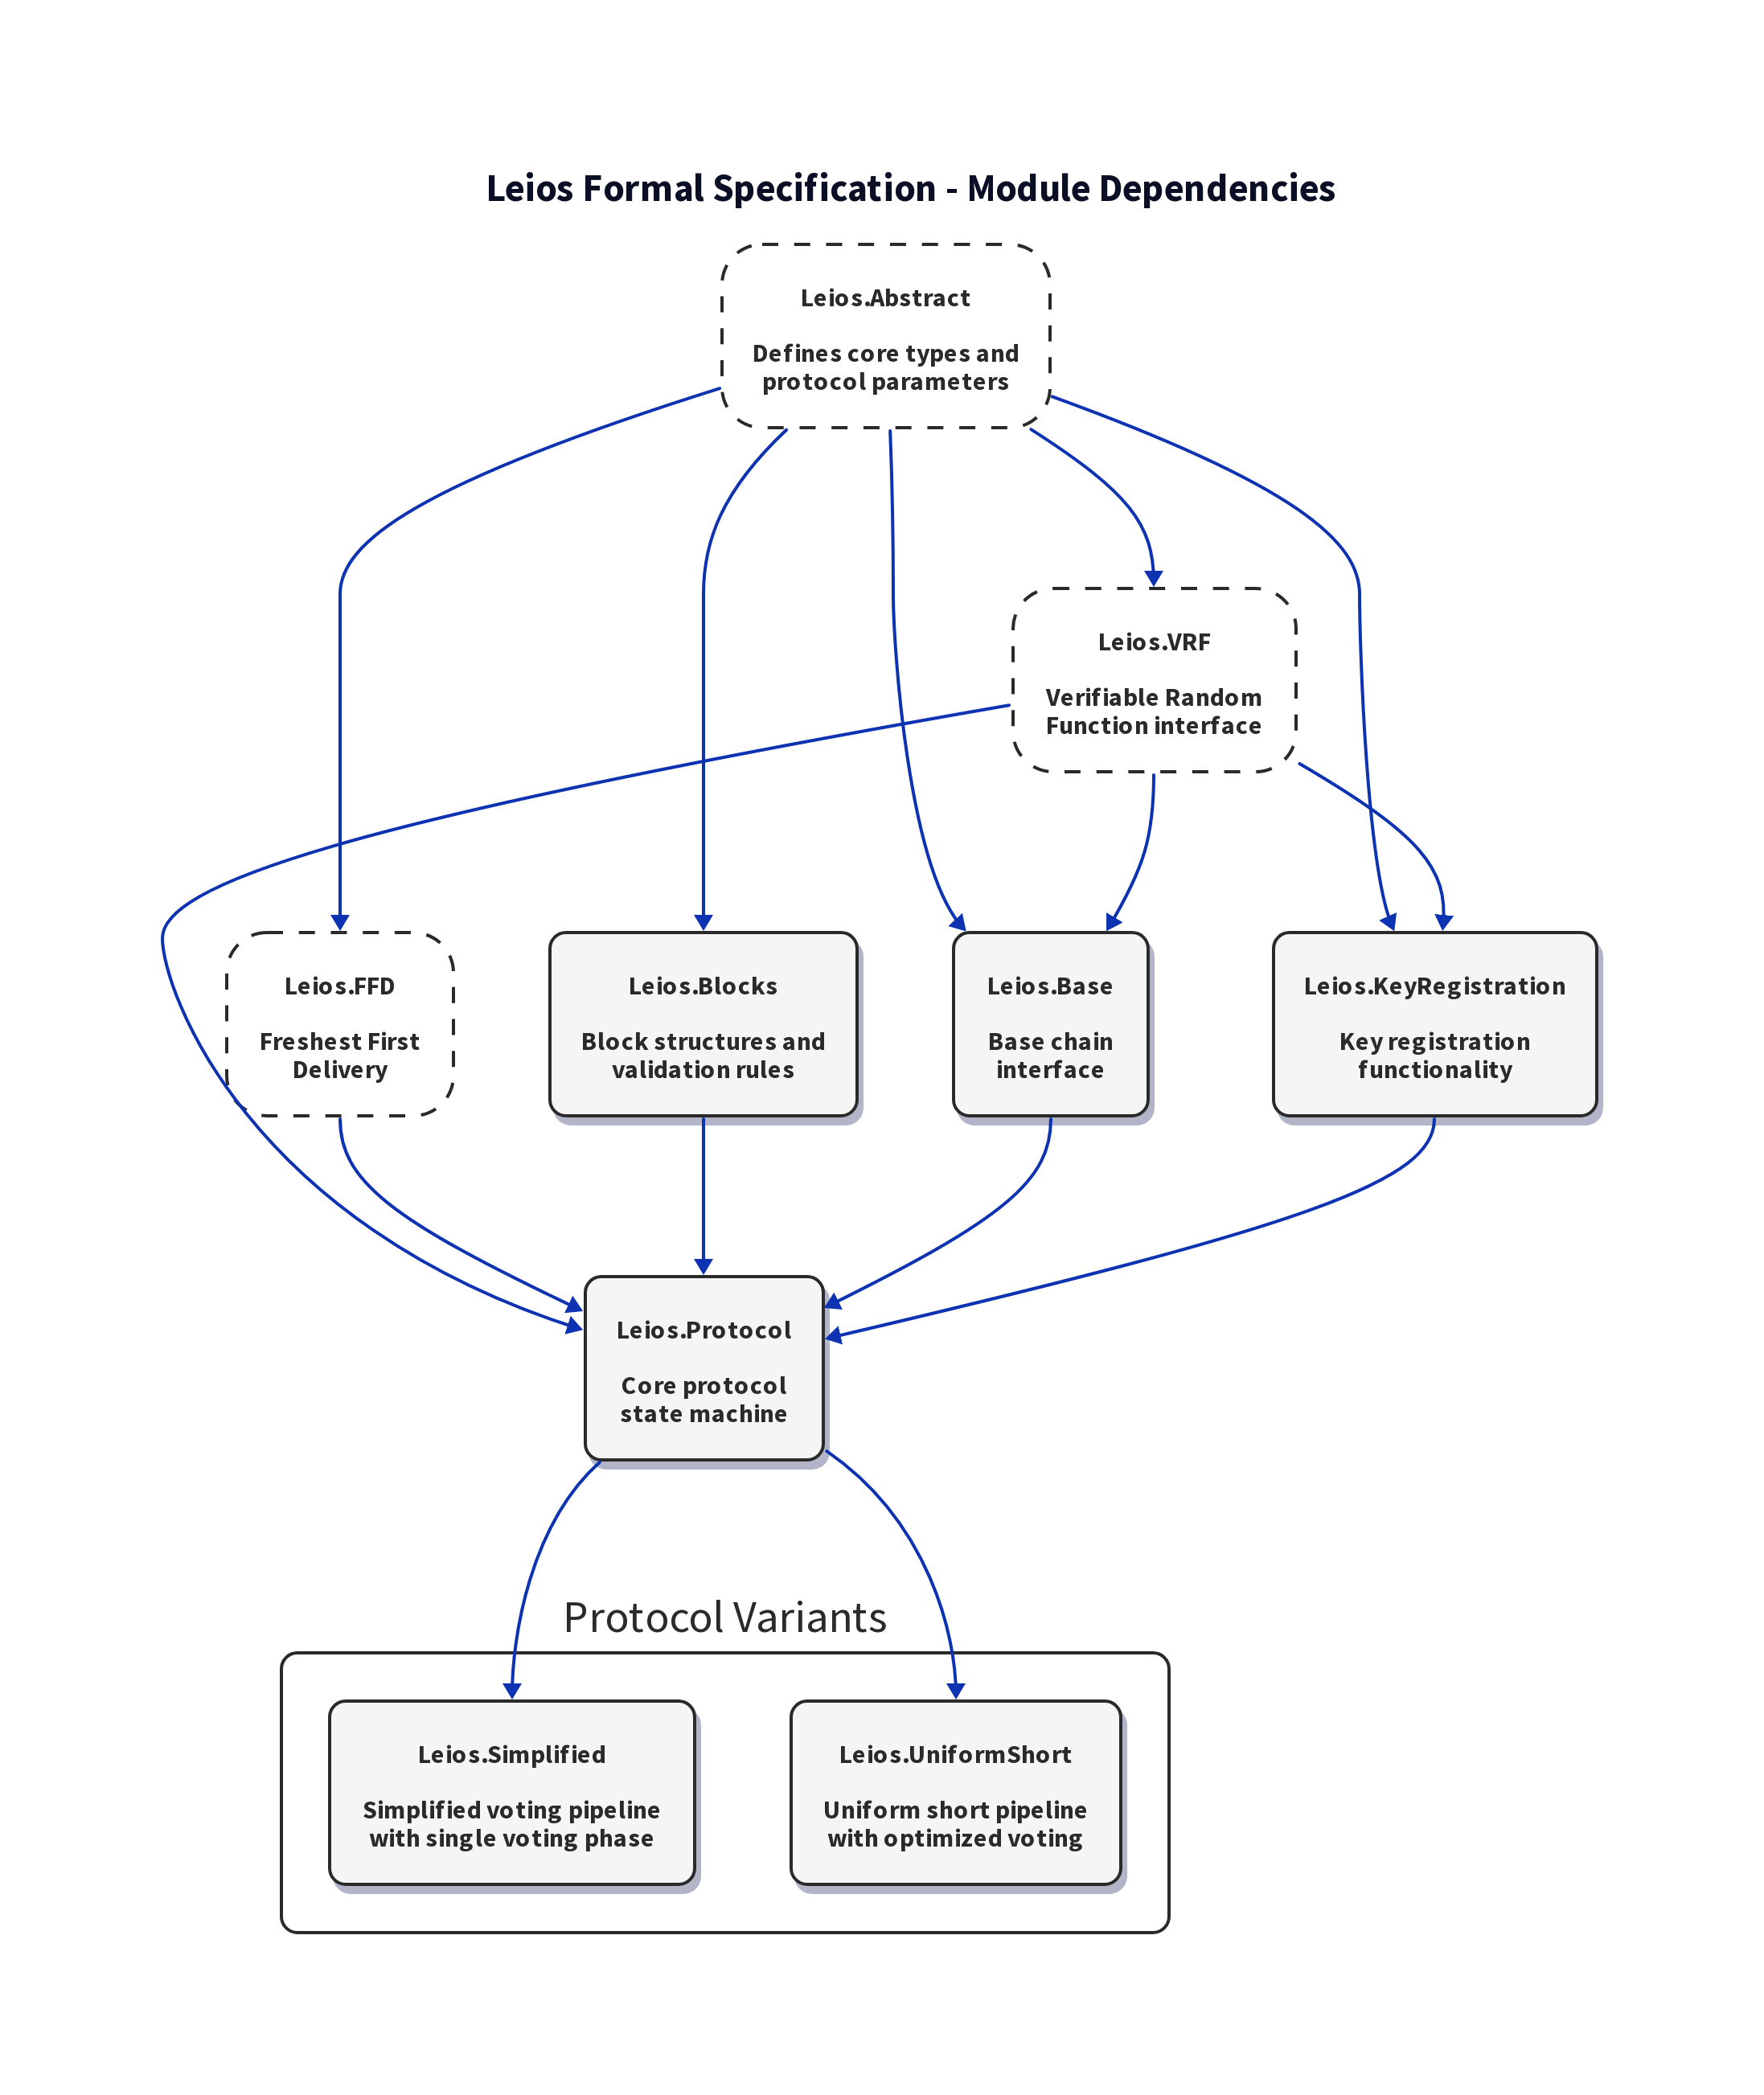 Leios Formal Specification - Module Dependencies
Leios.Abstract
Defines core types and
protocol parameters
Leios.VRF
Verifiable Random
Function interface
Leios.FFD
Freshest First
Delivery
Leios.Blocks
Block structures and
validation rules
Leios.Base
Base chain
interface
Leios.KeyRegistration
Key registration
functionality
Leios.Protocol
Core protocol
state machine
Protocol Variants
Leios.Simplified
Simplified voting pipeline
with single voting phase
Leios.UniformShort
Uniform short pipeline
with optimized voting